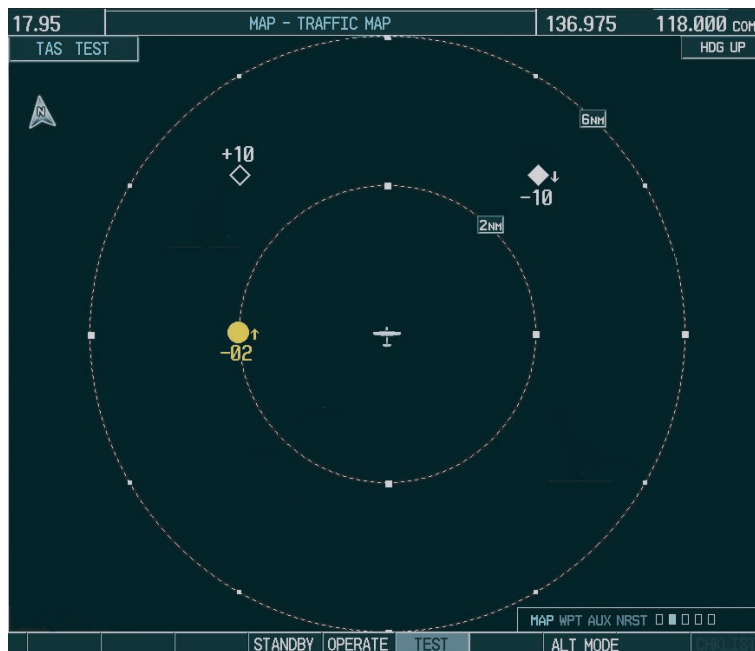 17.95 MAP - TRAFFIC MAP 136.975 118.000 COM
TAS TEST HDG UP
N
6NM
+10
-10
2NM
-02
MAP WPT AUX NRST
STANDBY OPERATE TEST ALT MODE CHKLIST